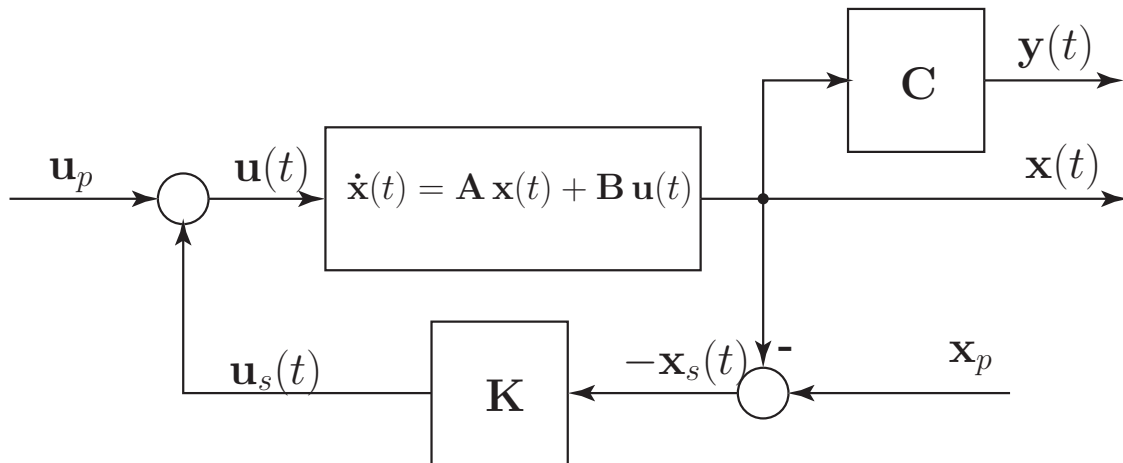 C
y(t)
u_p
u(t)
ẋ(t) = A x(t) + B u(t)
x(t)
u_s(t)
K
−x_s(t)
-
x_p